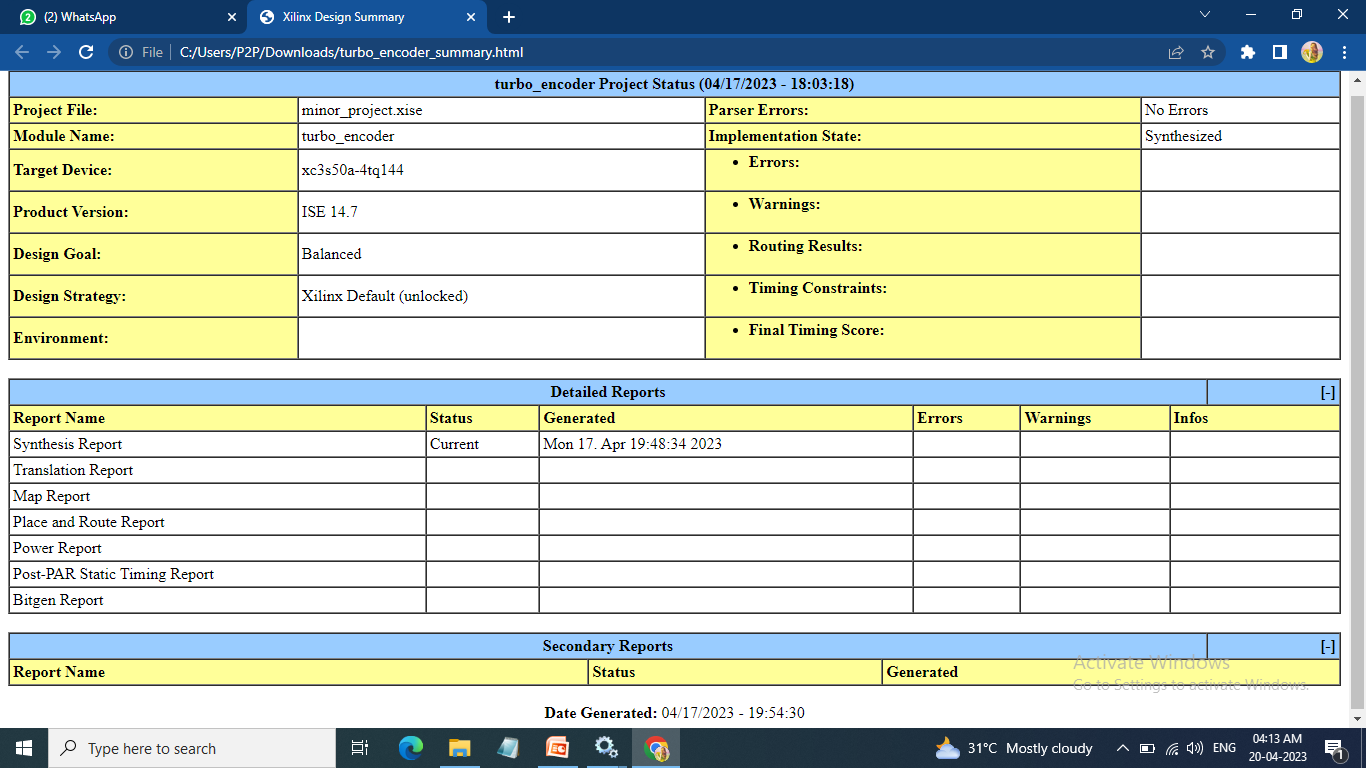 (2) WhatsApp
Xilinx Design Summary
File C:/Users/P2P/Downloads/turbo_encoder_summary.html
turbo_encoder Project Status (04/17/2023 - 18:03:18)
Project File: minor_project.xise Parser Errors: No Errors
Module Name: turbo_encoder Implementation State: Synthesized
Target Device: xc3s50a-4tq144 • Errors:
Product Version: ISE 14.7 • Warnings:
Design Goal: Balanced • Routing Results:
Design Strategy: Xilinx Default (unlocked) • Timing Constraints:
Environment: • Final Timing Score:
Detailed Reports [-]
Report Name Status Generated Errors Warnings Infos
Synthesis Report Current Mon 17. Apr 19:48:34 2023
Translation Report
Map Report
Place and Route Report
Power Report
Post-PAR Static Timing Report
Bitgen Report
Secondary Reports [-]
Report Name Status Generated
Activate Windows
Go to Settings to activate Windows.
Date Generated: 04/17/2023 - 19:54:30
Type here to search
31°C Mostly cloudy
ENG
04:13 AM
20-04-2023
1